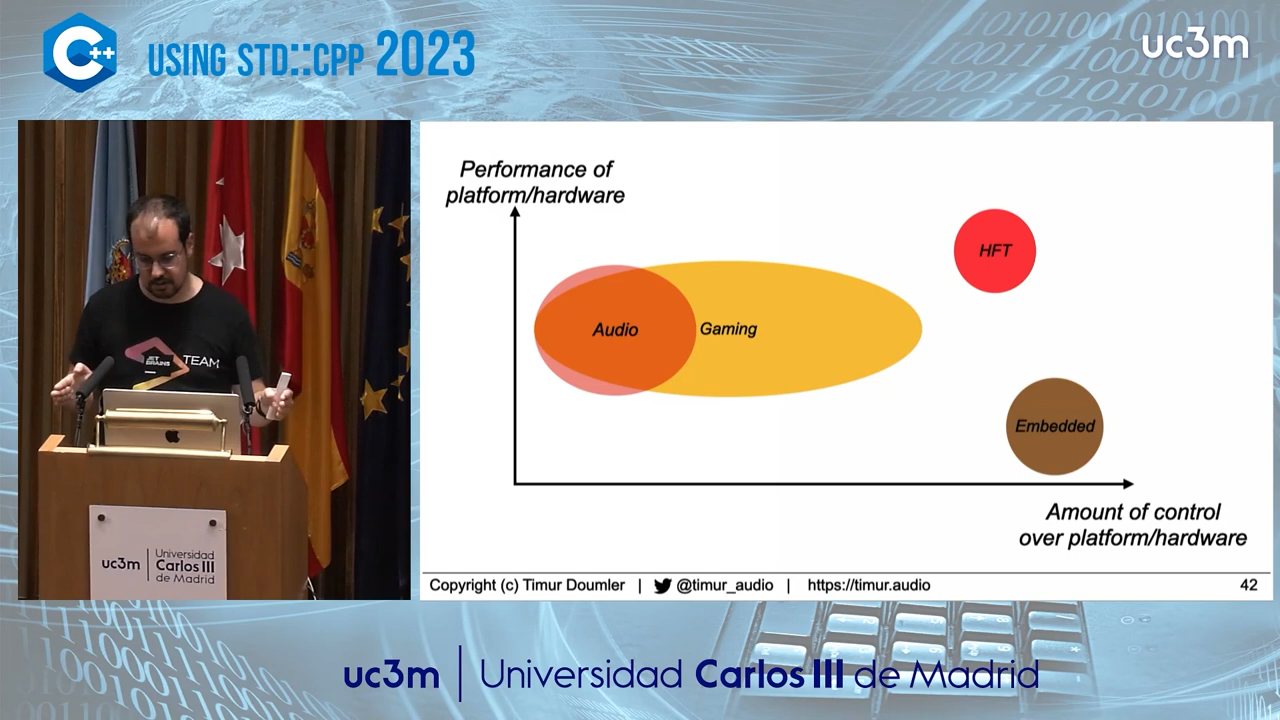 C++
USING STD::CPP 2023
uc3m
Performance of
platform/hardware
HFT
Audio
Gaming
Embedded
Amount of control
over platform/hardware
Copyright (c) Timur Doumler | @timur_audio | https://timur.audio
42
JET
BRAINS
TEAM
uc3m
Universidad
Carlos III
de Madrid
uc3m | Universidad Carlos III de Madrid